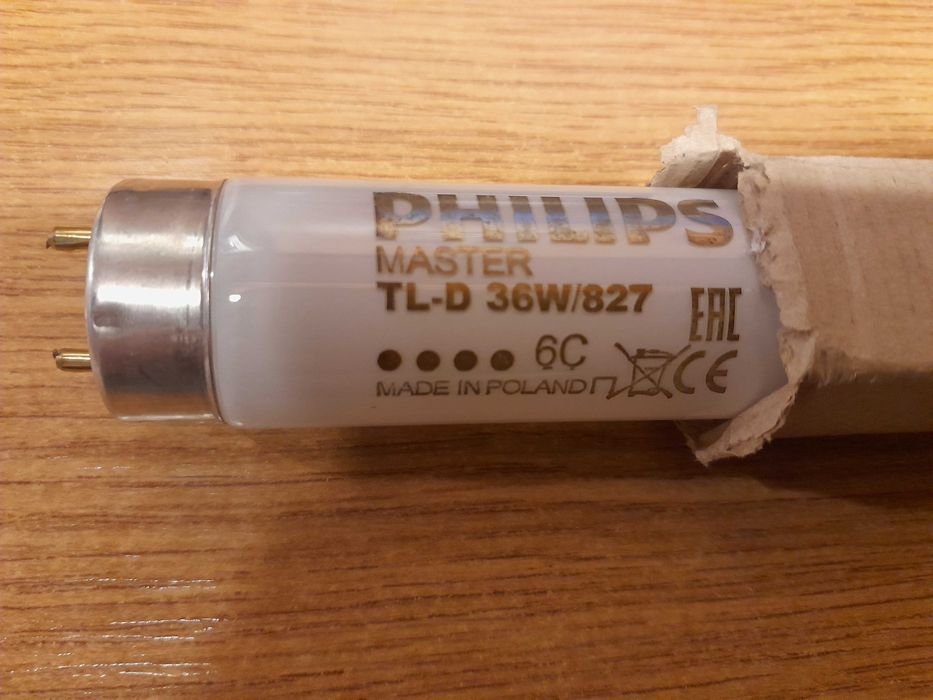 PHILIPS
MASTER
TL-D 36W/827
EAC
●●●● 6C
MADE IN POLAND CE